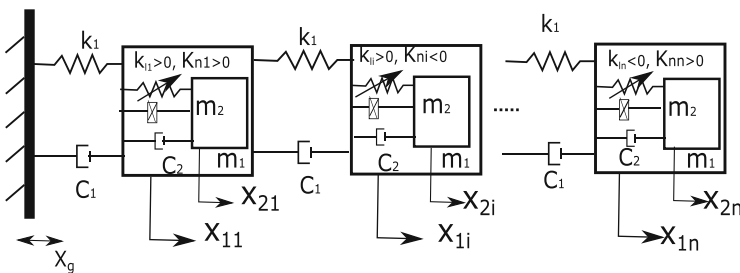 k₁
k₁
k₁
kₗ₁>0, Kn1>0
kₗᵢ>0, Kni<0
kₗₙ<0, Knn>0
m₂
m₂
.....
m₂
C₂
m₁
C₂
m₁
C₂
m₁
C₁
C₁
C₁
X₂₁
X₂ᵢ
X₂ₙ
X₁₁
X₁ᵢ
X₁ₙ
X_g